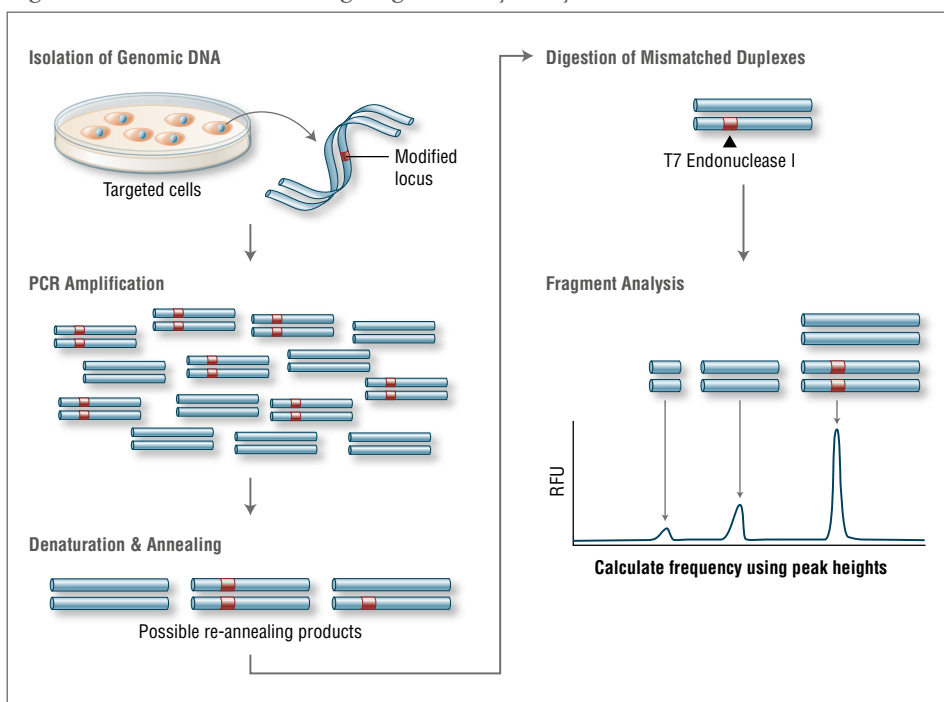 Isolation of Genomic DNA
Targeted cells
Modified
locus
PCR Amplification
Denaturation & Annealing
Possible re-annealing products
Digestion of Mismatched Duplexes
T7 Endonuclease I
Fragment Analysis
RFU
Calculate frequency using peak heights